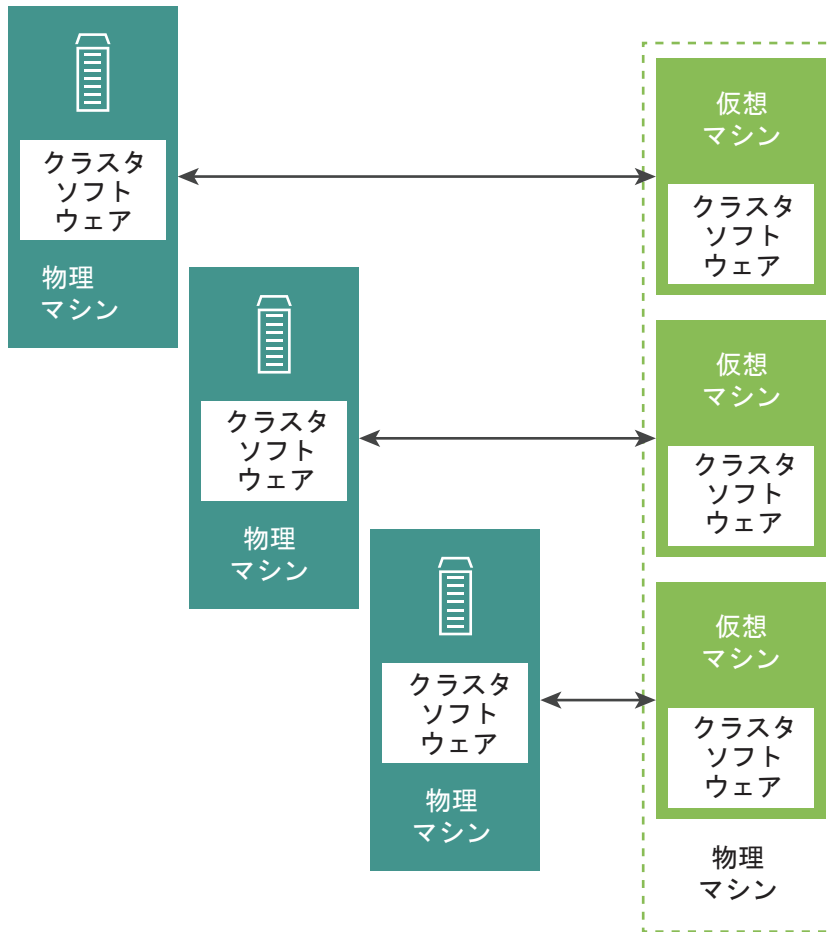 クラスタ
ソフト
ウェア
物理
マシン
仮想
マシン
クラスタ
ソフト
ウェア
クラスタ
ソフト
ウェア
物理
マシン
仮想
マシン
クラスタ
ソフト
ウェア
クラスタ
ソフト
ウェア
物理
マシン
仮想
マシン
クラスタ
ソフト
ウェア
物理
マシン